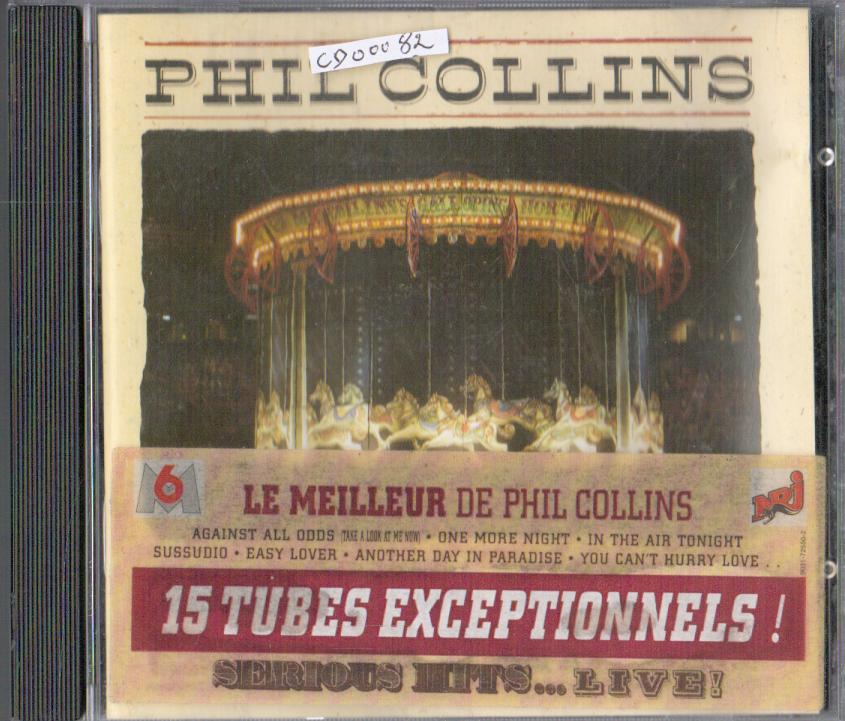 CD00082
PHIL COLLINS
M6
LE MEILLEUR DE PHIL COLLINS
NRJ
AGAINST ALL ODDS (TAKE A LOOK AT ME NOW) • ONE MORE NIGHT • IN THE AIR TONIGHT
SUSSUDIO • EASY LOVER • ANOTHER DAY IN PARADISE • YOU CAN'T HURRY LOVE . .
15 TUBES EXCEPTIONNELS !
SERIOUS HITS... LIVE!